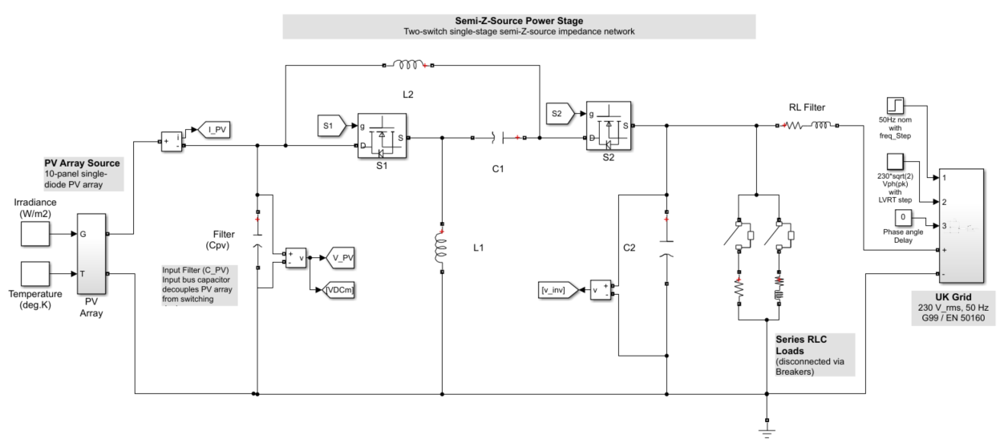 Semi-Z-Source Power Stage
Two-switch single-stage semi-Z-source impedance network
L2
I_PV
i
+
-
S1
g
D
S
S1
C1
S2
g
D
S
S2
RL Filter
50Hz nom
with
freq_Step
230*sqrt(2)
Vph(pk)
with
LVRT step
0
Phase angle
Delay
1
2
3
+
-
UK Grid
230 V_rms, 50 Hz
G99 / EN 50160
PV Array Source
10-panel single-
diode PV array
Irradiance
(W/m2)
G
T
Temperature
(deg.K)
PV
Array
Filter
(Cpv)
Input Filter (C_PV)
Input bus capacitor
decouples PV array
from switching
+
-
v
V_PV
[VDCm]
L1
C2
[v_inv]
v
+
-
Series RLC
Loads
(disconnected via
Breakers)